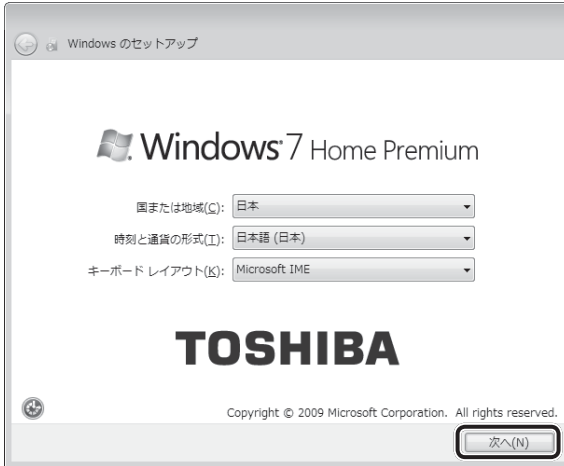 Windows のセットアップ
Windows 7 Home Premium
国または地域(C): 日本
時刻と通貨の形式(T): 日本語 (日本)
キーボード レイアウト(K): Microsoft IME
TOSHIBA
Copyright © 2009 Microsoft Corporation. All rights reserved.
次へ(N)